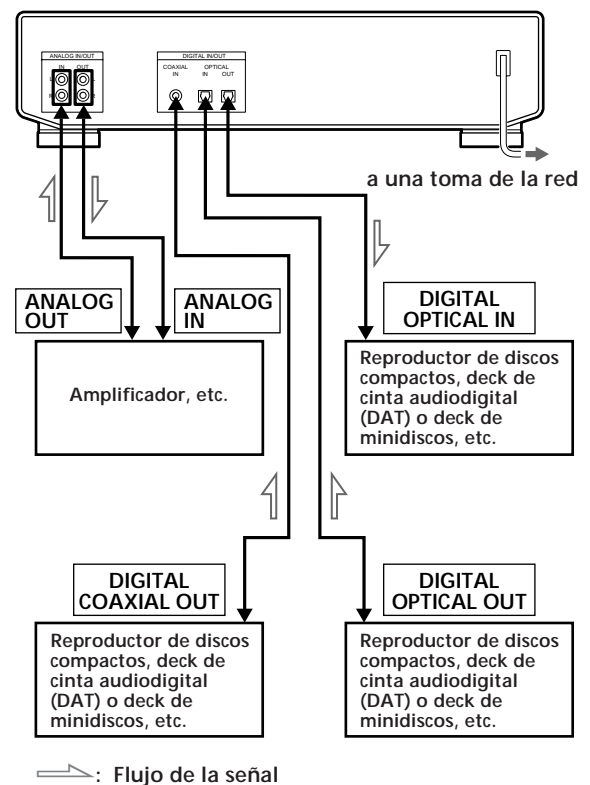 ANALOG IN/OUT
IN OUT
L L
R R
DIGITAL IN/OUT
COAXIAL OPTICAL
IN IN OUT
a una toma de la red
ANALOG
OUT
ANALOG
IN
DIGITAL
OPTICAL IN
Amplificador, etc.
Reproductor de discos
compactos, deck de
cinta audiodigital
(DAT) o deck de
minidiscos, etc.
DIGITAL
COAXIAL OUT
DIGITAL
OPTICAL OUT
Reproductor de discos
compactos, deck de
cinta audiodigital
(DAT) o deck de
minidiscos, etc.
Reproductor de discos
compactos, deck de
cinta audiodigital
(DAT) o deck de
minidiscos, etc.
: Flujo de la señal